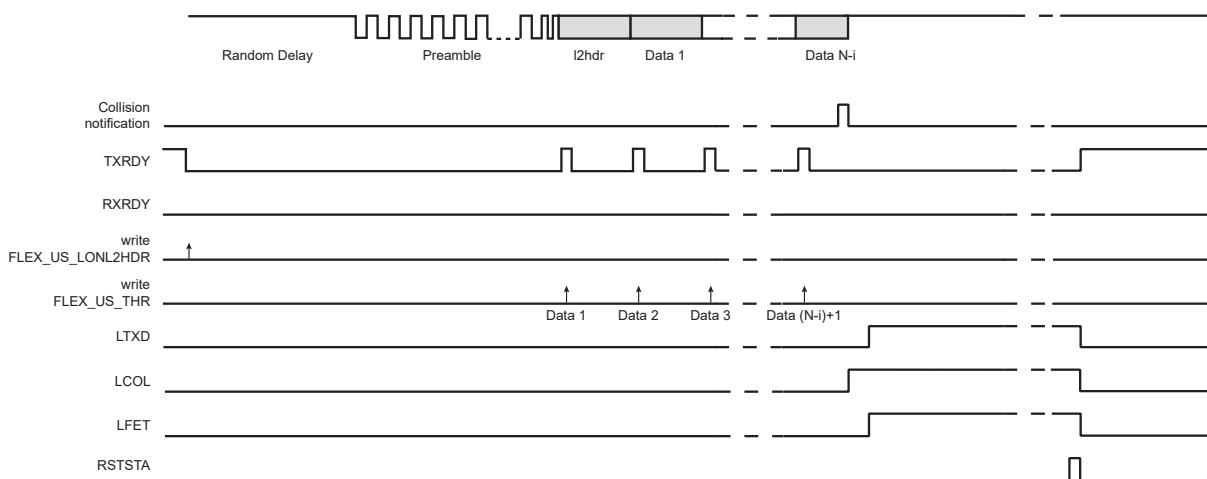 Random Delay Preamble l2hdr Data 1 Data N-i
Collision
notification
TXRDY
RXRDY
write
FLEX_US_LONL2HDR
write
FLEX_US_THR
Data 1 Data 2 Data 3 Data (N-i)+1
LTXD
LCOL
LFET
RSTSTA